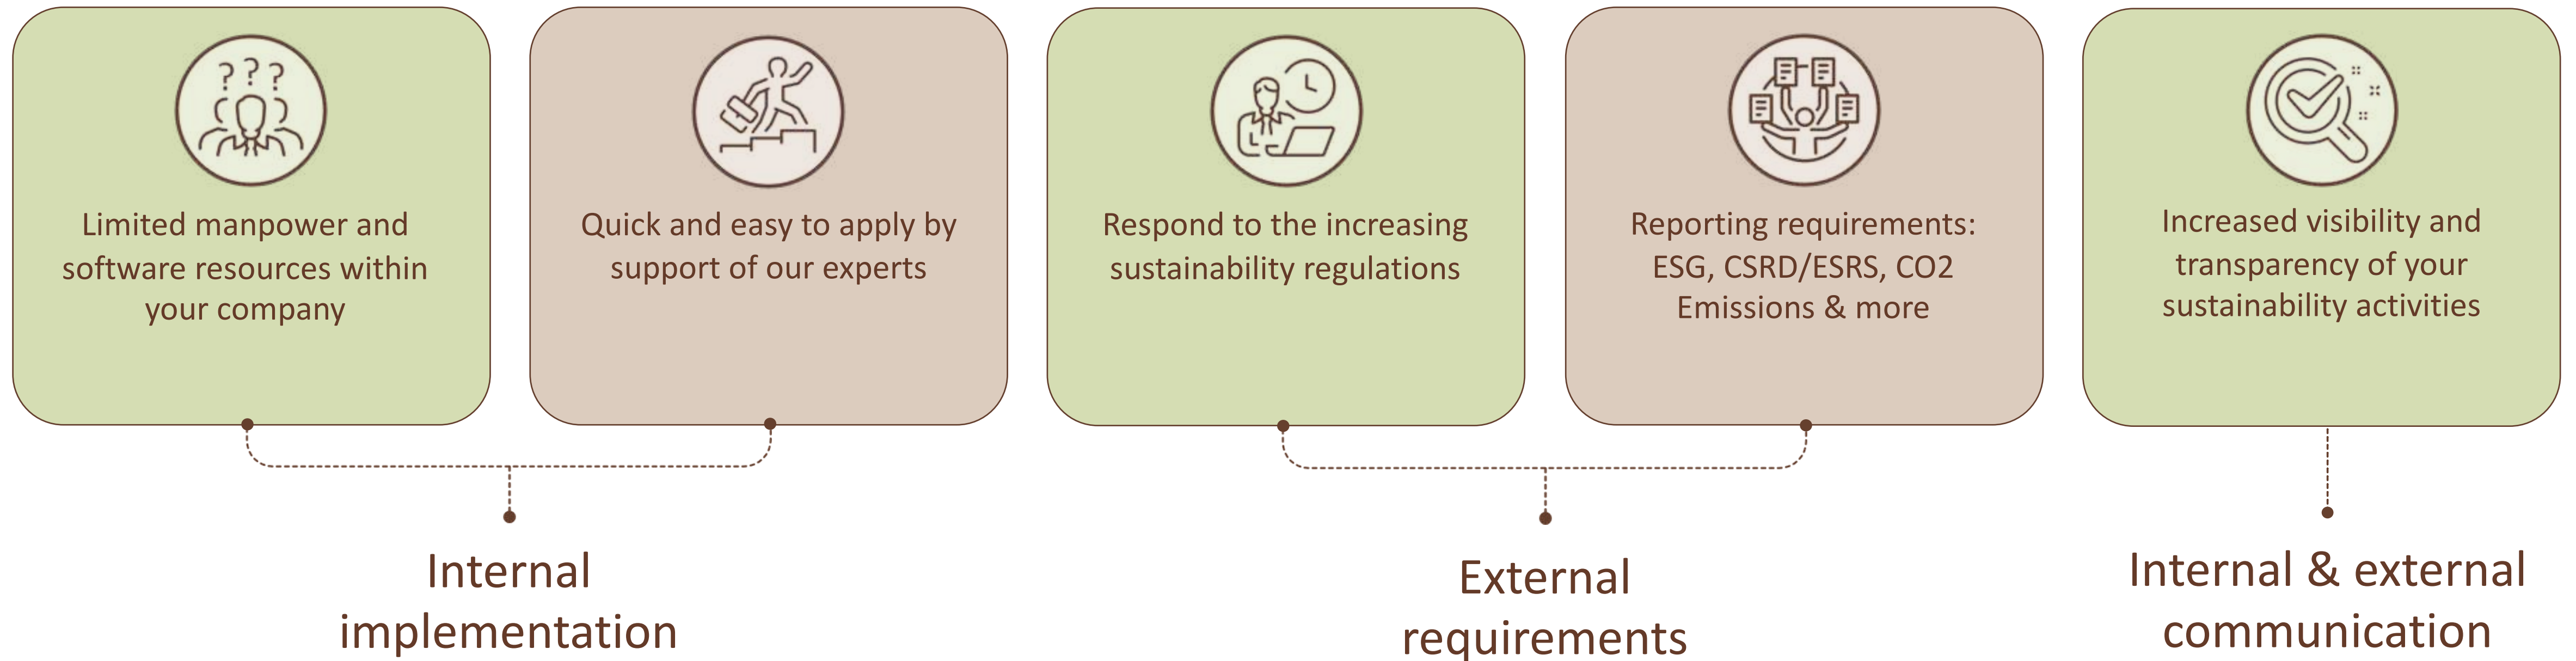 ? ? ?
Limited manpower and
software resources within
your company
Quick and easy to apply by
support of our experts
Respond to the increasing
sustainability regulations
Reporting requirements:
ESG, CSRD/ESRS, CO2
Emissions & more
Increased visibility and
transparency of your
sustainability activities
Internal
implementation
External
requirements
Internal & external
communication